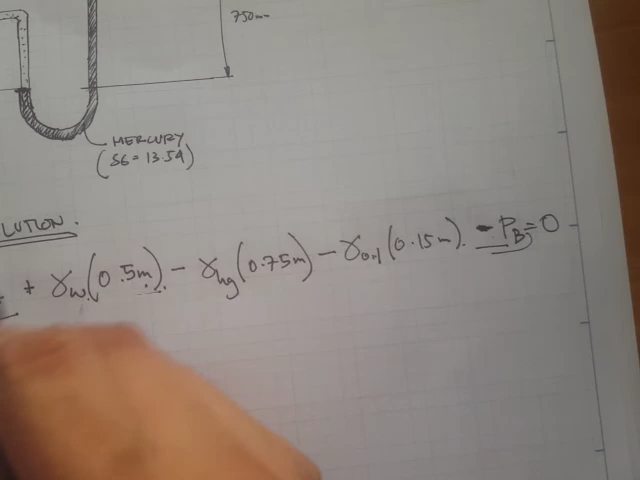 750mm
MERCURY
(SG = 13.54)
LUTION.
+ γw(0.5m) - γhg(0.75m) - γoil(0.15m) - PB = 0